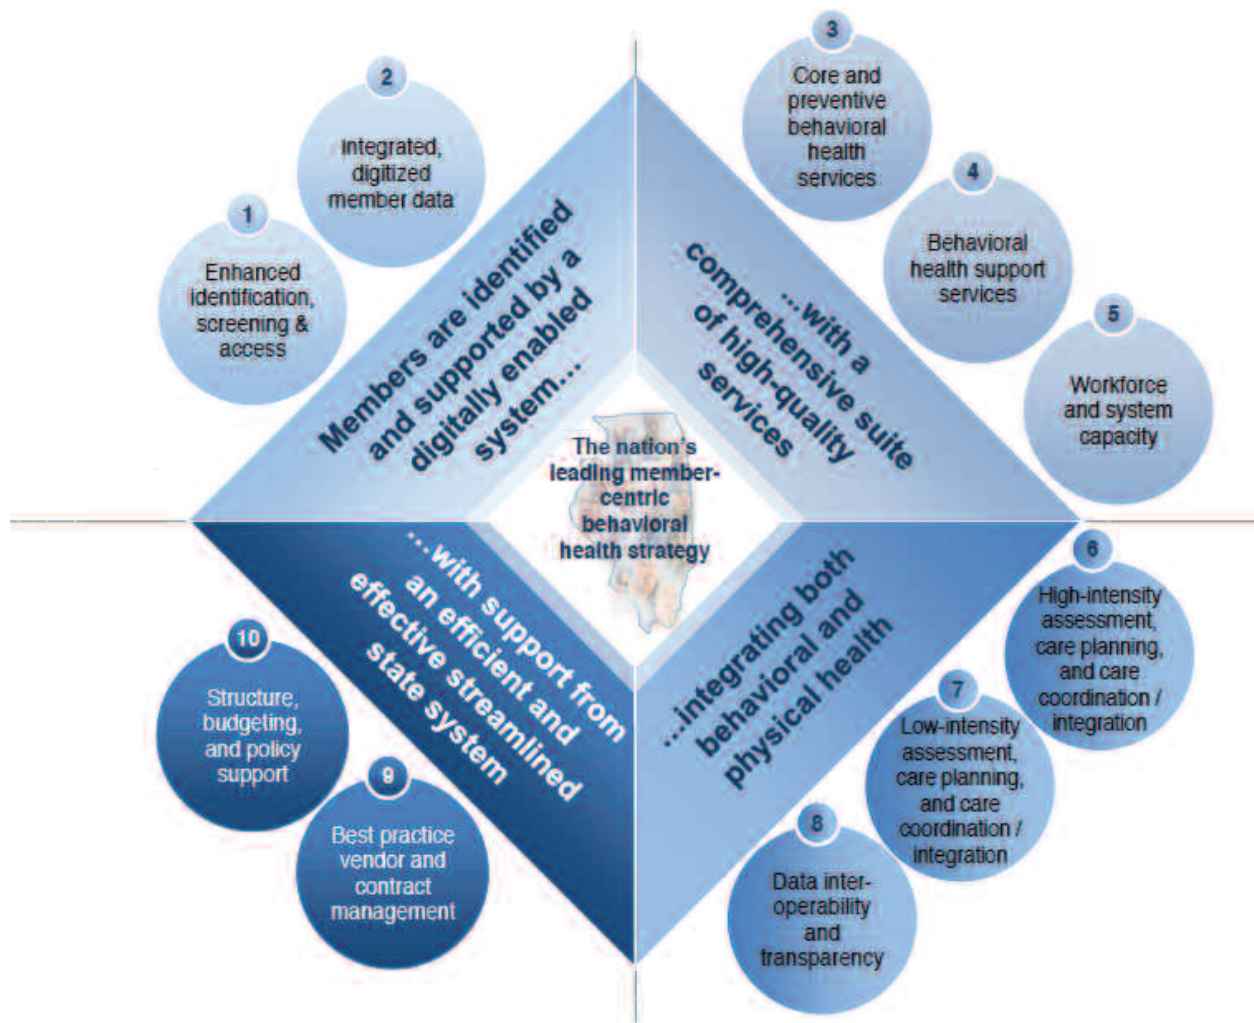 1
Enhanced
identification,
screening &
access
2
Integrated,
digitized
member data
Members are identified
and supported by a
digitally enabled
system...
3
Core and
preventive
behavioral
health
services
4
Behavioral
health support
services
5
Workforce
and system
capacity
...with a
comprehensive suite
of high-quality
services
The nation's
leading member-
centric
behavioral
health strategy
6
High-intensity
assessment,
care planning,
and care
coordination /
integration
7
Low-intensity
assessment,
care planning,
and care
coordination /
integration
8
Data inter-
operability
and
transparency
...integrating both
behavioral and
physical health
9
Best practice
vendor and
contract
management
10
Structure,
budgeting,
and policy
support
...with support from
an efficient and
effective streamlined
state system